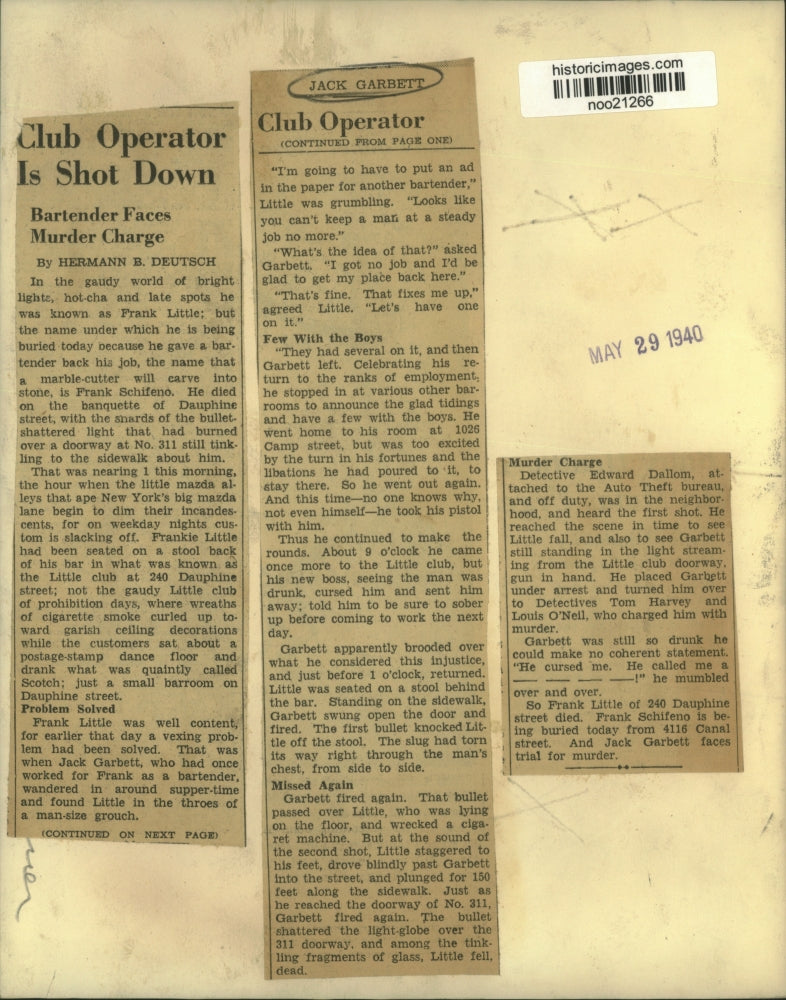 Club Operator
Is Shot Down
Bartender Faces
Murder Charge
By HERMANN B. DEUTSCH
In the gaudy world of bright
lights, hot-cha and late spots he
was known as Frank Little; but
the name under which he is being
buried today because he gave a bar-
tender back his job, the name that
a marble-cutter will carve into
stone, is Frank Schifeno. He died
on the banquette of Dauphine
street, with the shards of the bullet-
shattered light that had burned
over a doorway at No. 311 still tink-
ling to the sidewalk about him.
That was nearing 1 this morning,
the hour when the little mazda al-
leys that ape New York's big mazda
lane begin to dim their incandes-
cents, for on weekday nights cus-
tom is slacking off. Frankie Little
had been seated on a stool back
of his bar in what was known as
the Little club at 240 Dauphine
street; not the gaudy Little club
of prohibition days, where wreaths
of cigarette smoke curled up to-
ward garish ceiling decorations
while the customers sat about a
postage-stamp dance floor and
drank what was quaintly called
Scotch; just a small barroom on
Dauphine street.
Problem Solved
Frank Little was well content,
for earlier that day a vexing prob-
lem had been solved. That was
when Jack Garbett, who had once
worked for Frank as a bartender,
wandered in around supper-time
and found Little in the throes of
a man-size grouch.
(CONTINUED ON NEXT PAGE)
JACK GARBETT
Club Operator
(CONTINUED FROM PAGE ONE)
"I'm going to have to put an ad
in the paper for another bartender,"
Little was grumbling. "Looks like
you can't keep a man at a steady
job no more."
"What's the idea of that?" asked
Garbett. "I got no job and I'd be
glad to get my place back here."
"That's fine. That fixes me up,"
agreed Little. "Let's have one
on it."
Few With the Boys
"They had several on it, and then
Garbett left. Celebrating his re-
turn to the ranks of employment,
he stopped in at various other bar-
rooms to announce the glad tidings
and have a few with the boys. He
went home to his room at 1026
Camp street, but was too excited
by the turn in his fortunes and the
libations he had poured to it, to
stay there. So he went out again.
And this time—no one knows why,
not even himself—he took his pistol
with him.
Thus he continued to make the
rounds. About 9 o'clock he came
once more to the Little club, but
his new boss, seeing the man was
drunk, cursed him and sent him
away; told him to be sure to sober
up before coming to work the next
day.
Garbett apparently brooded over
what he considered this injustice,
and just before 1 o'clock, returned.
Little was seated on a stool behind
the bar. Standing on the sidewalk,
Garbett swung open the door and
fired. The first bullet knocked Lit-
tle off the stool. The slug had torn
its way right through the man's
chest, from side to side.
Missed Again
Garbett fired again. That bullet
passed over Little, who was lying
on the floor, and wrecked a ciga-
ret machine. But at the sound of
the second shot, Little staggered to
his feet, drove blindly past Garbett
into the street, and plunged for 150
feet along the sidewalk. Just as
he reached the doorway of No. 311,
Garbett fired again. The bullet
shattered the light-globe over the
311 doorway, and among the tink-
ling fragments of glass, Little fell,
dead.
historicimages.com
noo21266
MAY 29 1940
Murder Charge
Detective Edward Dallom, at-
tached to the Auto Theft bureau,
and off duty, was in the neighbor-
hood, and heard the first shot. He
reached the scene in time to see
Little fall, and also to see Garbett
still standing in the light stream-
ing from the Little club doorway,
gun in hand. He placed Garbett
under arrest and turned him over
to Detectives Tom Harvey and
Louis O'Neil, who charged him with
murder.
Garbett was still so drunk he
could make no coherent statement.
"He cursed me. He called me a
— — — —!" he mumbled
over and over.
So Frank Little of 240 Dauphine
street died. Frank Schifeno is be-
ing buried today from 4116 Canal
street. And Jack Garbett faces
trial for murder.